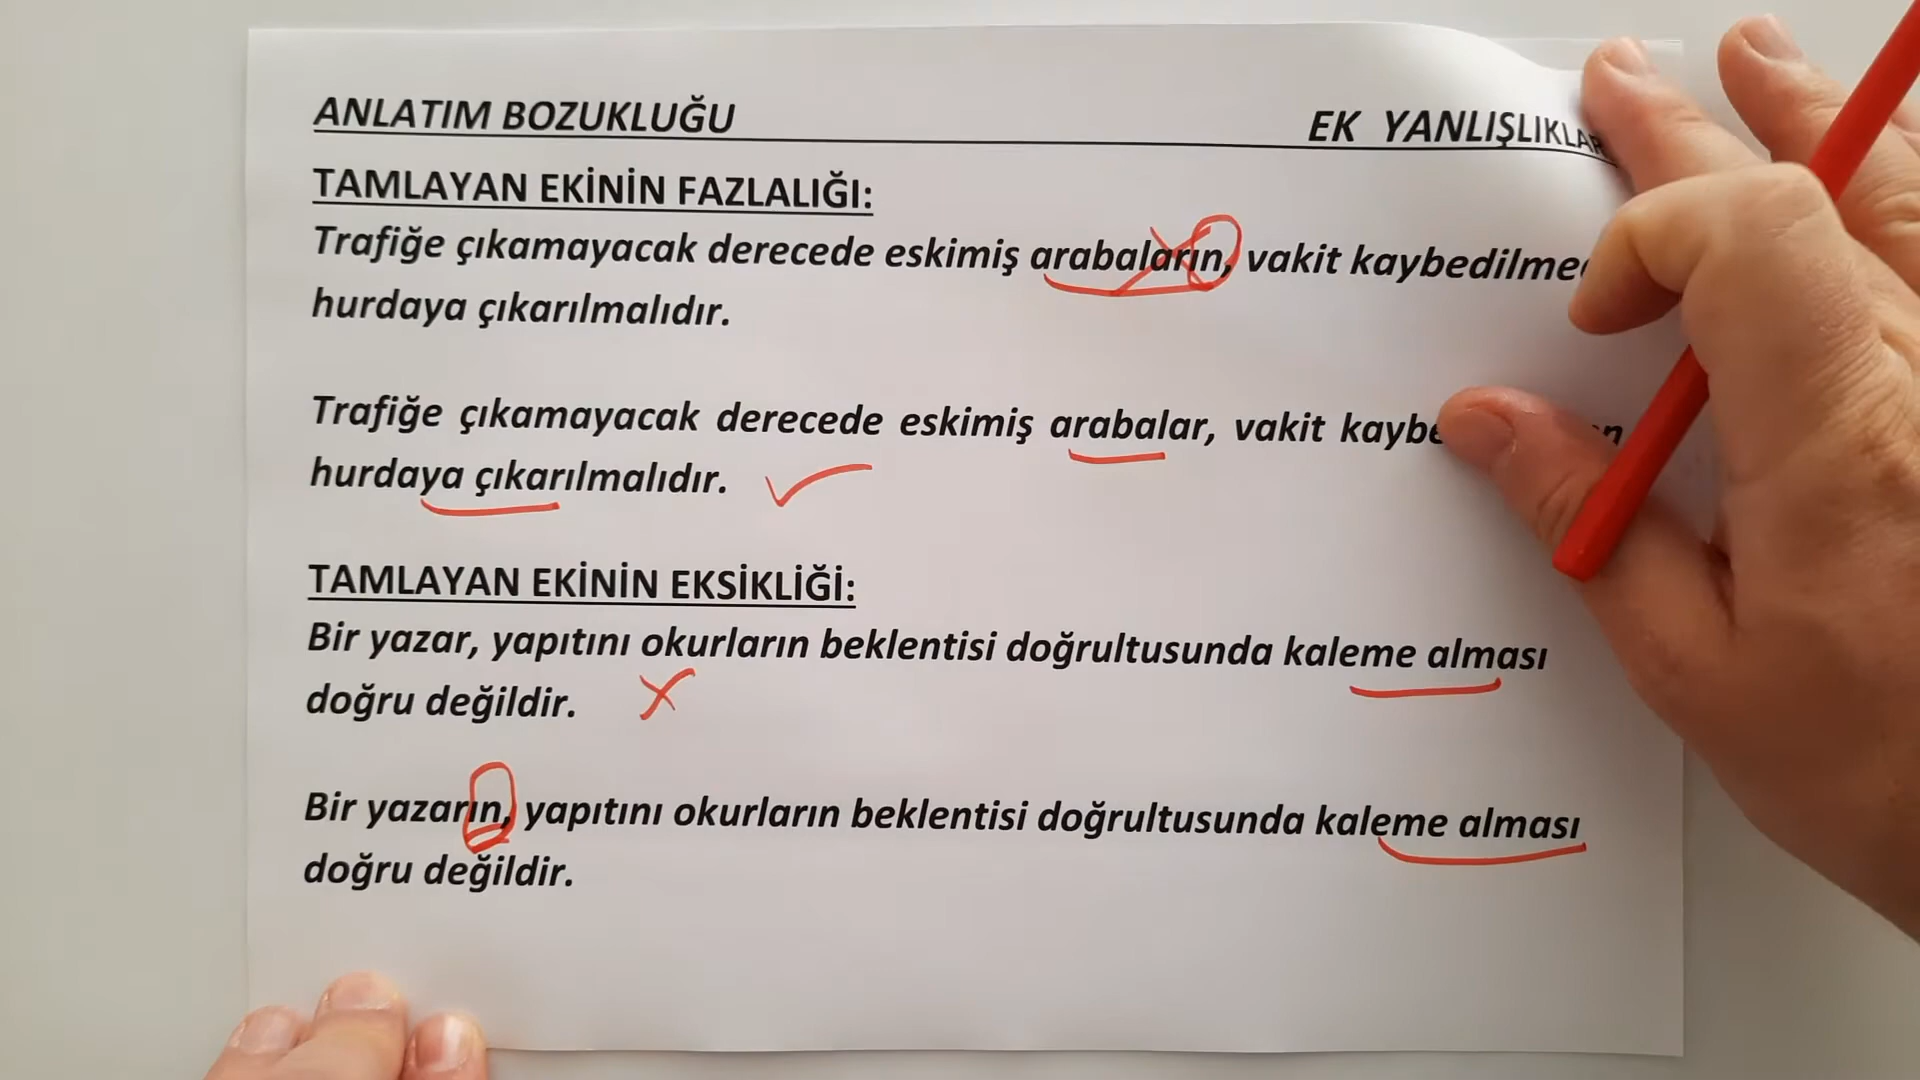 ANLATIM BOZUKLUĞU EK YANLIŞLIKLAR
TAMLAYAN EKİNİN FAZLALIĞI:
Trafiğe çıkamayacak derecede eskimiş arabaların, vakit
hurdaya çıkarılmalıdır.
Trafiğe çıkamayacak derecede eskimiş arabalar, vakit
hurdaya çıkarılmalıdır.
TAMLAYAN EKİNİN EKSİKLİĞİ:
Bir yazar, yapıtını okurların beklentisi doğrultusunda kaleme alması
doğru değildir.
Bir yazarın, yapıtını okurların beklentisi doğrultusunda kaleme alması
doğru değildir.